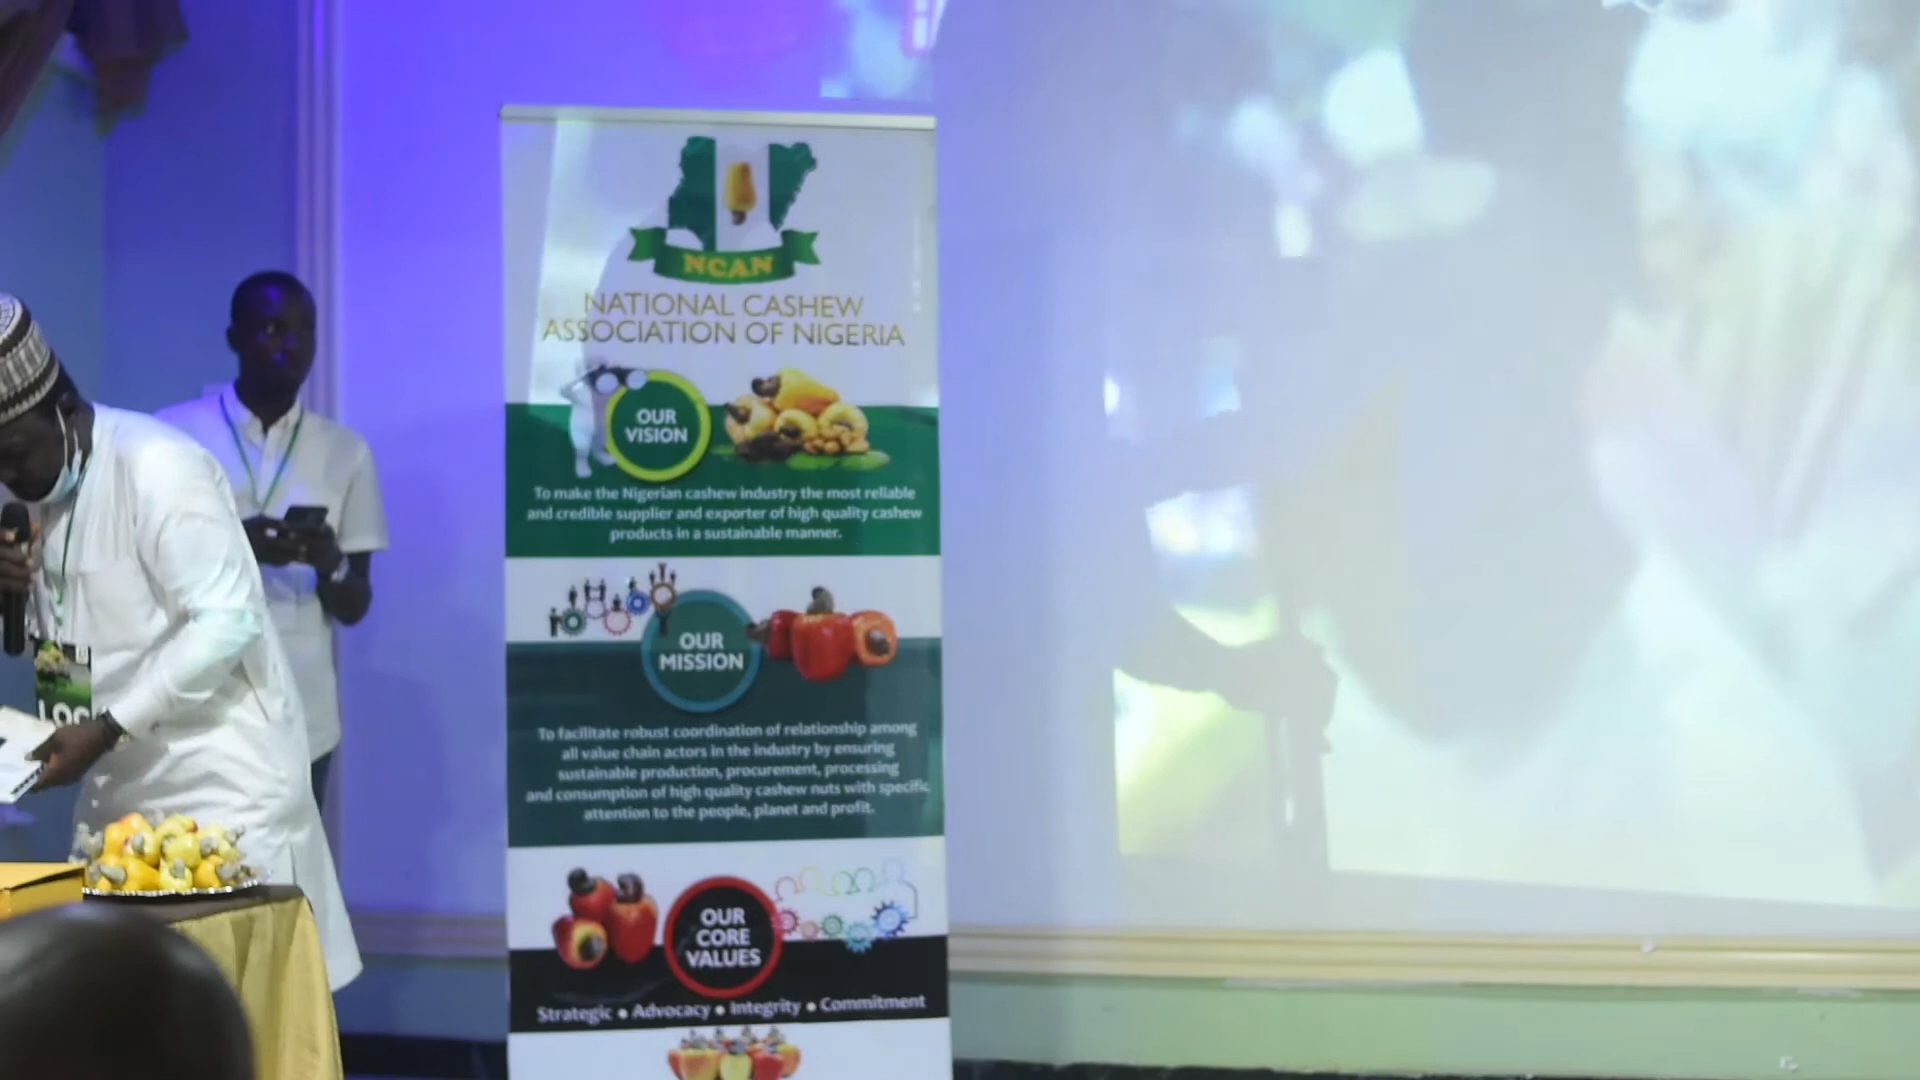 NCAN
NATIONAL CASHEW
ASSOCIATION OF NIGERIA
OUR
VISION
To make the Nigerian cashew industry the most reliable
and credible supplier and exporter of high quality cashew
products in a sustainable manner.
OUR
MISSION
To facilitate robust coordination of relationship among
all value chain actors in the industry by ensuring
sustainable production, procurement, processing
and consumption of high quality cashew nuts with specific
attention to the people, planet and profit.
OUR
CORE
VALUES
Strategic • Advocacy • Integrity • Commitment